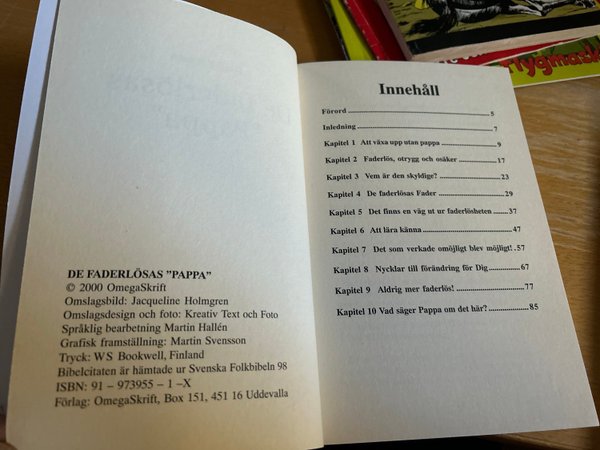 DE FADERLÖSAS "PAPPA"
© 2000 OmegaSkrift
Omslagsbild: Jacqueline Holmgren
Omslagsdesign och foto: Kreativ Text och Foto
Språklig bearbetning Martin Hallén
Grafisk framställning: Martin Svensson
Tryck: WS Bookwell, Finland
Bibelcitaten är hämtade ur Svenska Folkbibeln 98
ISBN: 91 – 973955 – 1 –X
Förlag: OmegaSkrift, Box 151, 451 16 Uddevalla
Innehåll
Förord 5
Inledning 7
Kapitel 1 Att växa upp utan pappa 9
Kapitel 2 Faderlös, otrygg och osäker 17
Kapitel 3 Vem är den skyldige? 23
Kapitel 4 De faderlösas Fader 29
Kapitel 5 Det finns en väg ut ur faderlösheten 37
Kapitel 6 Att lära känna 47
Kapitel 7 Det som verkade omöjligt blev möjligt! 57
Kapitel 8 Nycklar till förändring för Dig 67
Kapitel 9 Aldrig mer faderlös! 77
Kapitel 10 Vad säger Pappa om det här? 85